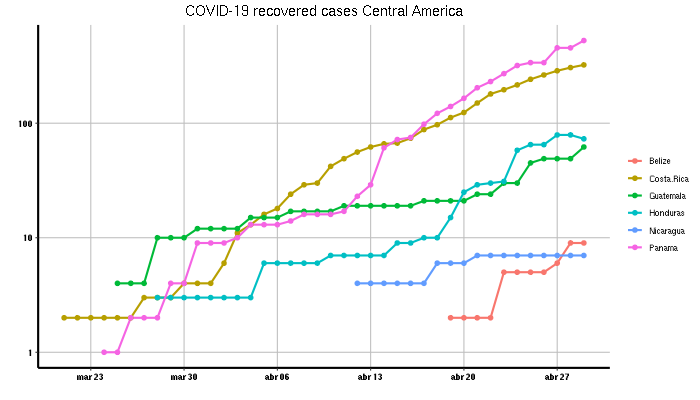 COVID-19 recovered cases Central America
100
10
1
mar 23
mar 30
abr 06
abr 13
abr 20
abr 27
Belize
Costa.Rica
Guatemala
Honduras
Nicaragua
Panama